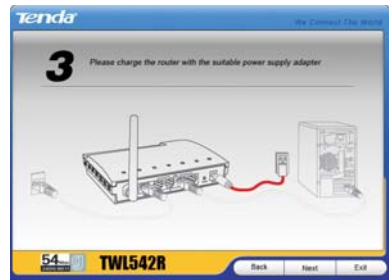 Tenda
We Connect The World
3
Please charge the router with the suitable power supply adapter
54
TWL542R
Back
Next
Exit